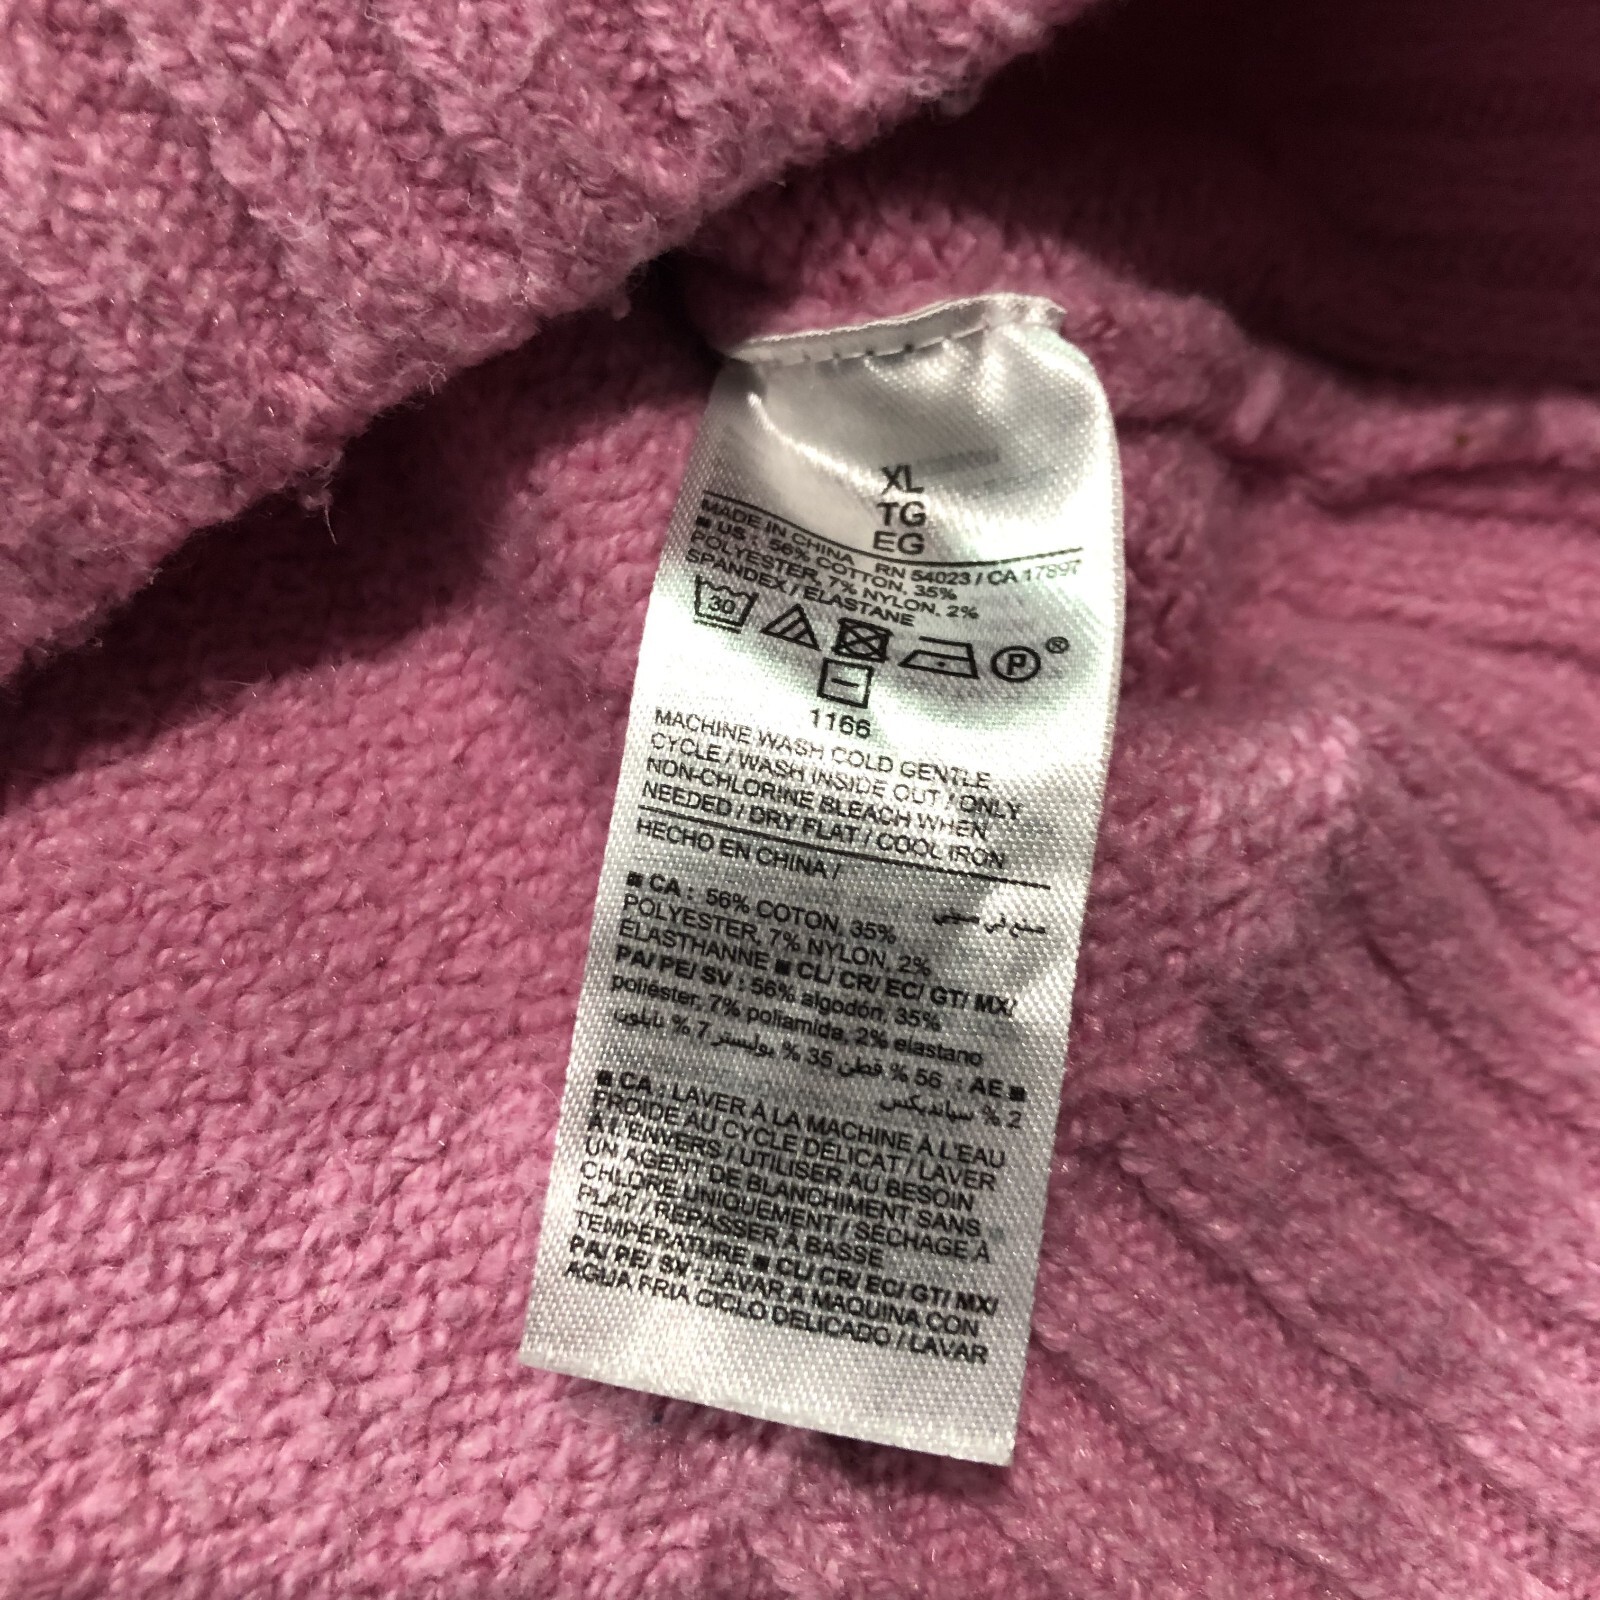 XL
TG
EG
MADE IN CHINA RN 54023 / CA 17897
■ US : 56% COTTON, 35%
POLYESTER, 7% NYLON, 2%
SPANDEX / ELASTANE
30 P ®
1166
MACHINE WASH COLD GENTLE
CYCLE / WASH INSIDE OUT / ONLY
NON-CHLORINE BLEACH WHEN
NEEDED / DRY FLAT / COOL IRON
HECHO EN CHINA /
صنع في صيني
■ CA : 56% COTON, 35%
POLYESTER, 7% NYLON, 2%
ELASTHANNE ■ CL/ CR/ EC/ GT/ MX/
PA/ PE/ SV : 56% algodón, 35%
poliéster, 7% poliamida, 2% elastano
■ AE : 56 % قطن 35 % بوليستر 7 % نايلون
2 % سبانديكس
■ CA : LAVER À LA MACHINE À L'EAU
FROIDE AU CYCLE DÉLICAT / LAVER
À L'ENVERS / UTILISER AU BESOIN
UN AGENT DE BLANCHIMENT SANS
CHLORE UNIQUEMENT / SÉCHAGE À
PLAT / REPASSER À BASSE
TEMPÉRATURE ■ CL/ CR/ EC/ GT/ MX/
PA/ PE/ SV : LAVAR A MAQUINA CON
AGUA FRIA CICLO DELICADO / LAVAR